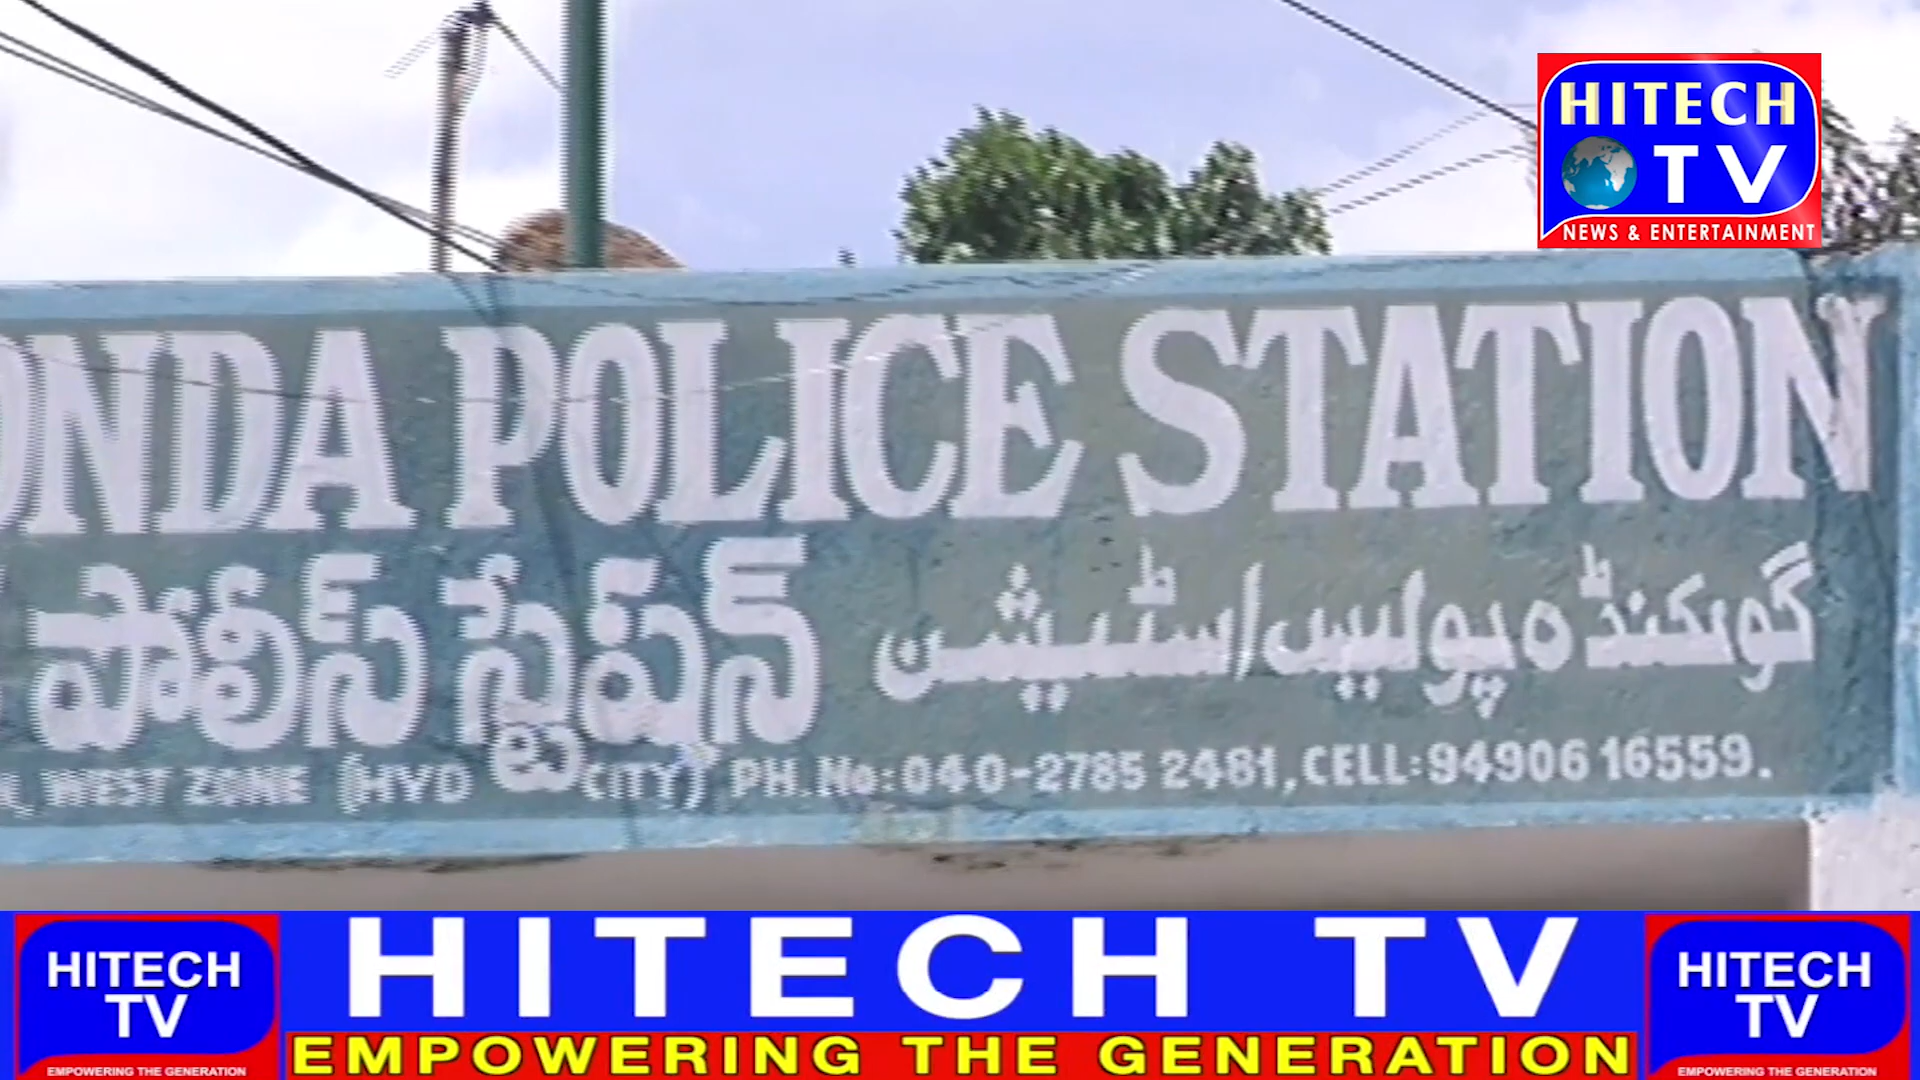 HITECH
TV
NEWS & ENTERTAINMENT
ONDA POLICE STATION
పోలీస్ స్టేషన్ گولکنڈه پولیس اسٹیشن
WEST ZONE (HYD CITY) PH.No:040-2785 2481,CELL:94906 16559.
HITECH TV
EMPOWERING THE GENERATION
HITECH
TV
EMPOWERING THE GENERATION
HITECH
TV
EMPOWERING THE GENERATION